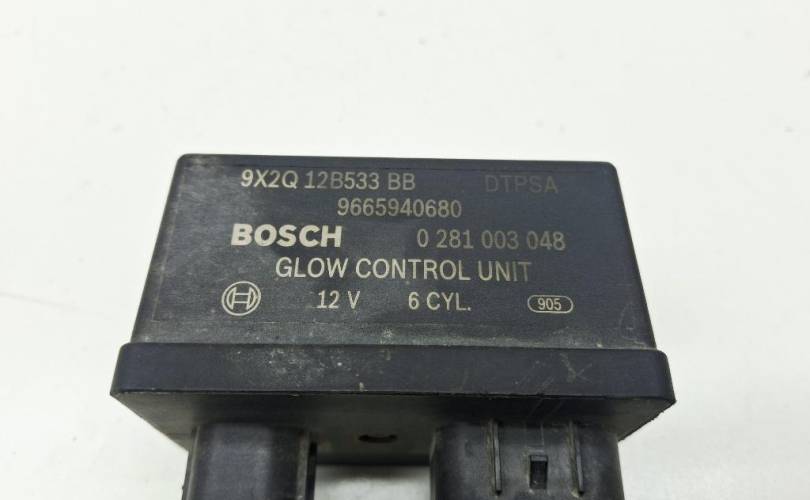 9X2Q 12B533 BB DTPSA
9665940680
BOSCH 0 281 003 048
GLOW CONTROL UNIT
12 V 6 CYL. 905